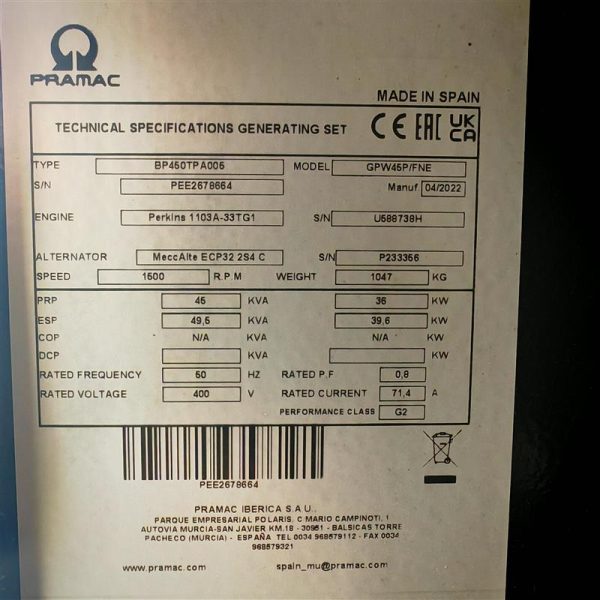 PRAMAC
MADE IN SPAIN
TECHNICAL SPECIFICATIONS GENERATING SET CE EAC UKCA
TYPE BP450TPA005 MODEL GPW45P/FNE
S/N PEE2678664 Manuf 04/2022
ENGINE Perkins 1103A-33TG1 S/N U588738H
ALTERNATOR MeccAlte ECP32 2S4 C S/N P233356
SPEED 1500 R.P.M WEIGHT 1047 KG
PRP 45 KVA 36 KW
ESP 49,5 KVA 39,6 KW
COP N/A KVA N/A KW
DCP KVA KW
RATED FREQUENCY 50 HZ RATED P.F 0,8
RATED VOLTAGE 400 V RATED CURRENT 71,4 A
PERFORMANCE CLASS G2
PEE2678664
PRAMAC IBERICA S.A.U.
PARQUE EMPRESARIAL POLARIS, C MARIO CAMPINOTI, 1
AUTOVIA MURCIA-SAN JAVIER KM.18 - 30591 - BALSICAS TORRE
PACHECO (MURCIA) - ESPAÑA TEL 0034 968579112 - FAX 0034
968579321
www.pramac.com spain_mu@pramac.com